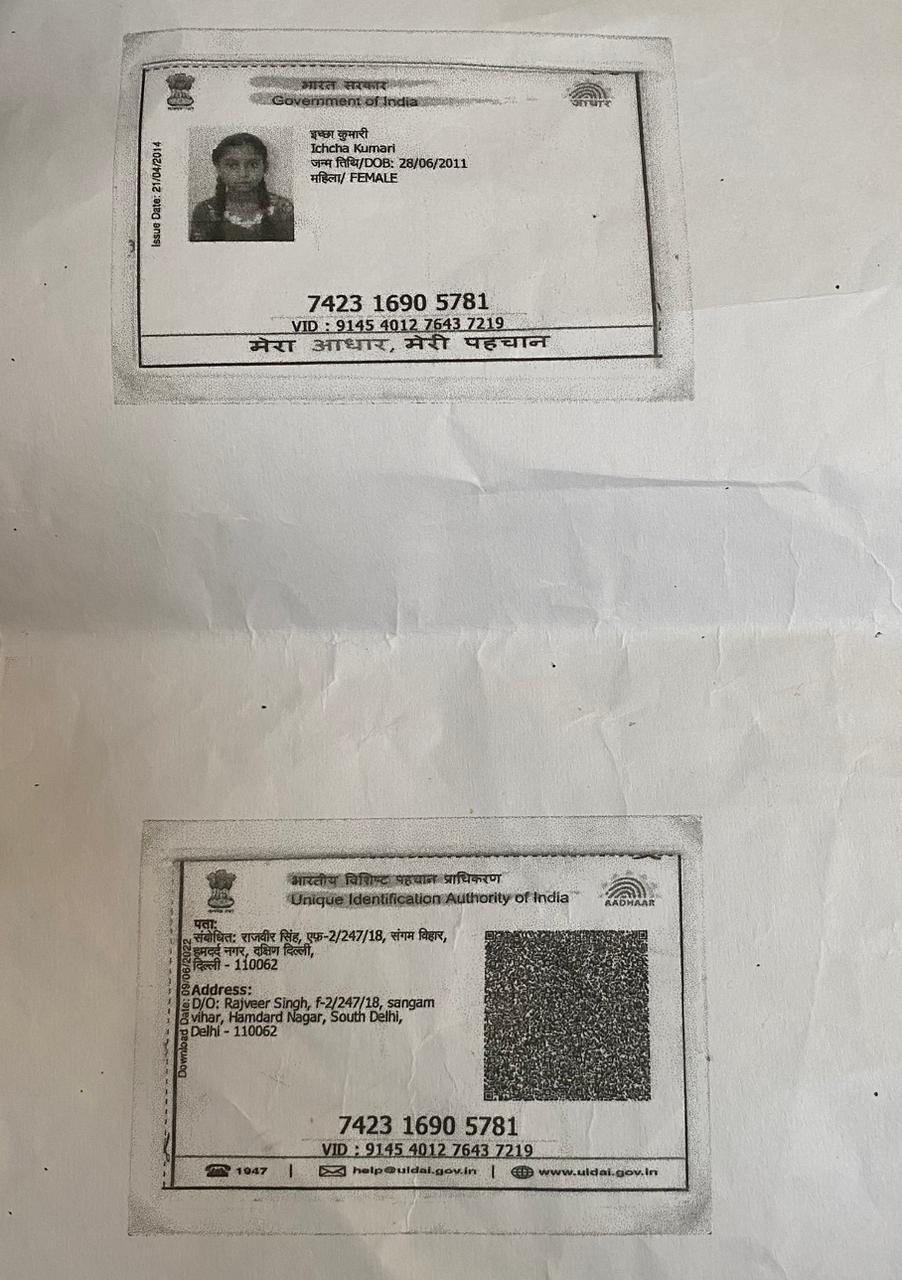 भारत सरकार
Government of India
आधार
Issue Date: 21/04/2014
इच्छा कुमारी
Ichcha Kumari
जन्म तिथि/DOB: 28/06/2011
महिला/ FEMALE
7423 1690 5781
VID : 9145 4012 7643 7219
मेरा आधार, मेरी पहचान
भारतीय विशिष्ट पहचान प्राधिकरण
Unique Identification Authority of India
AADHAAR
Download Date: 09/06/2022
पता:
संबोधित: राजवीर सिंह, एफ़-2/247/18, संगम विहार,
हमदर्द नगर, दक्षिण दिल्ली,
दिल्ली - 110062
Address:
D/O: Rajveer Singh, f-2/247/18, sangam
vihar, Hamdard Nagar, South Delhi,
Delhi - 110062
7423 1690 5781
VID : 9145 4012 7643 7219
1947 | help@uidai.gov.in | www.uidai.gov.in